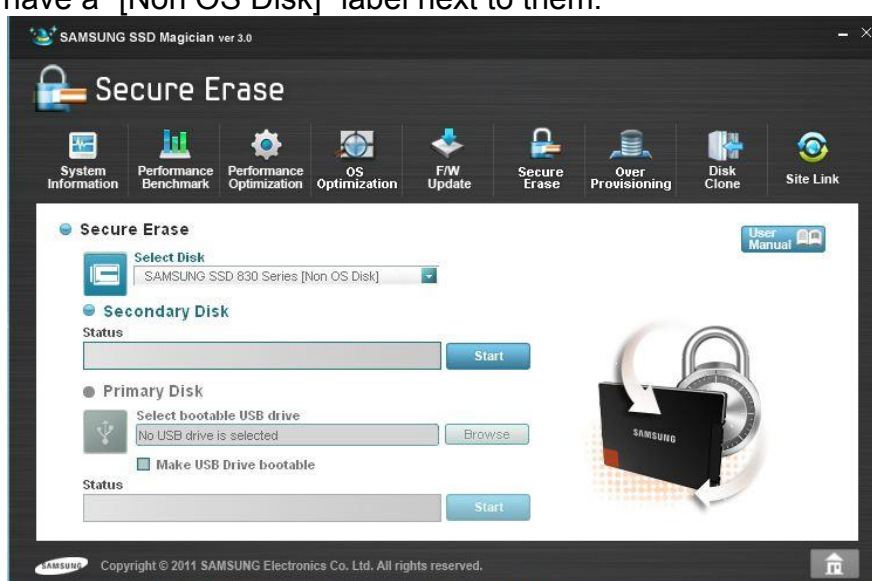 have a "[Non OS Disk]" label next to them.
SAMSUNG SSD Magician ver 3.0
Secure Erase
System Information
Performance Benchmark
Performance Optimization
OS Optimization
F/W Update
Secure Erase
Over Provisioning
Disk Clone
Site Link
Secure Erase
User Manual
Select Disk
SAMSUNG SSD 830 Series [Non OS Disk]
Secondary Disk
Status
Start
Primary Disk
Select bootable USB drive
No USB drive is selected
Browse
Make USB Drive bootable
Status
Start
SAMSUNG
SAMSUNG
Copyright © 2011 SAMSUNG Electronics Co. Ltd. All rights reserved.